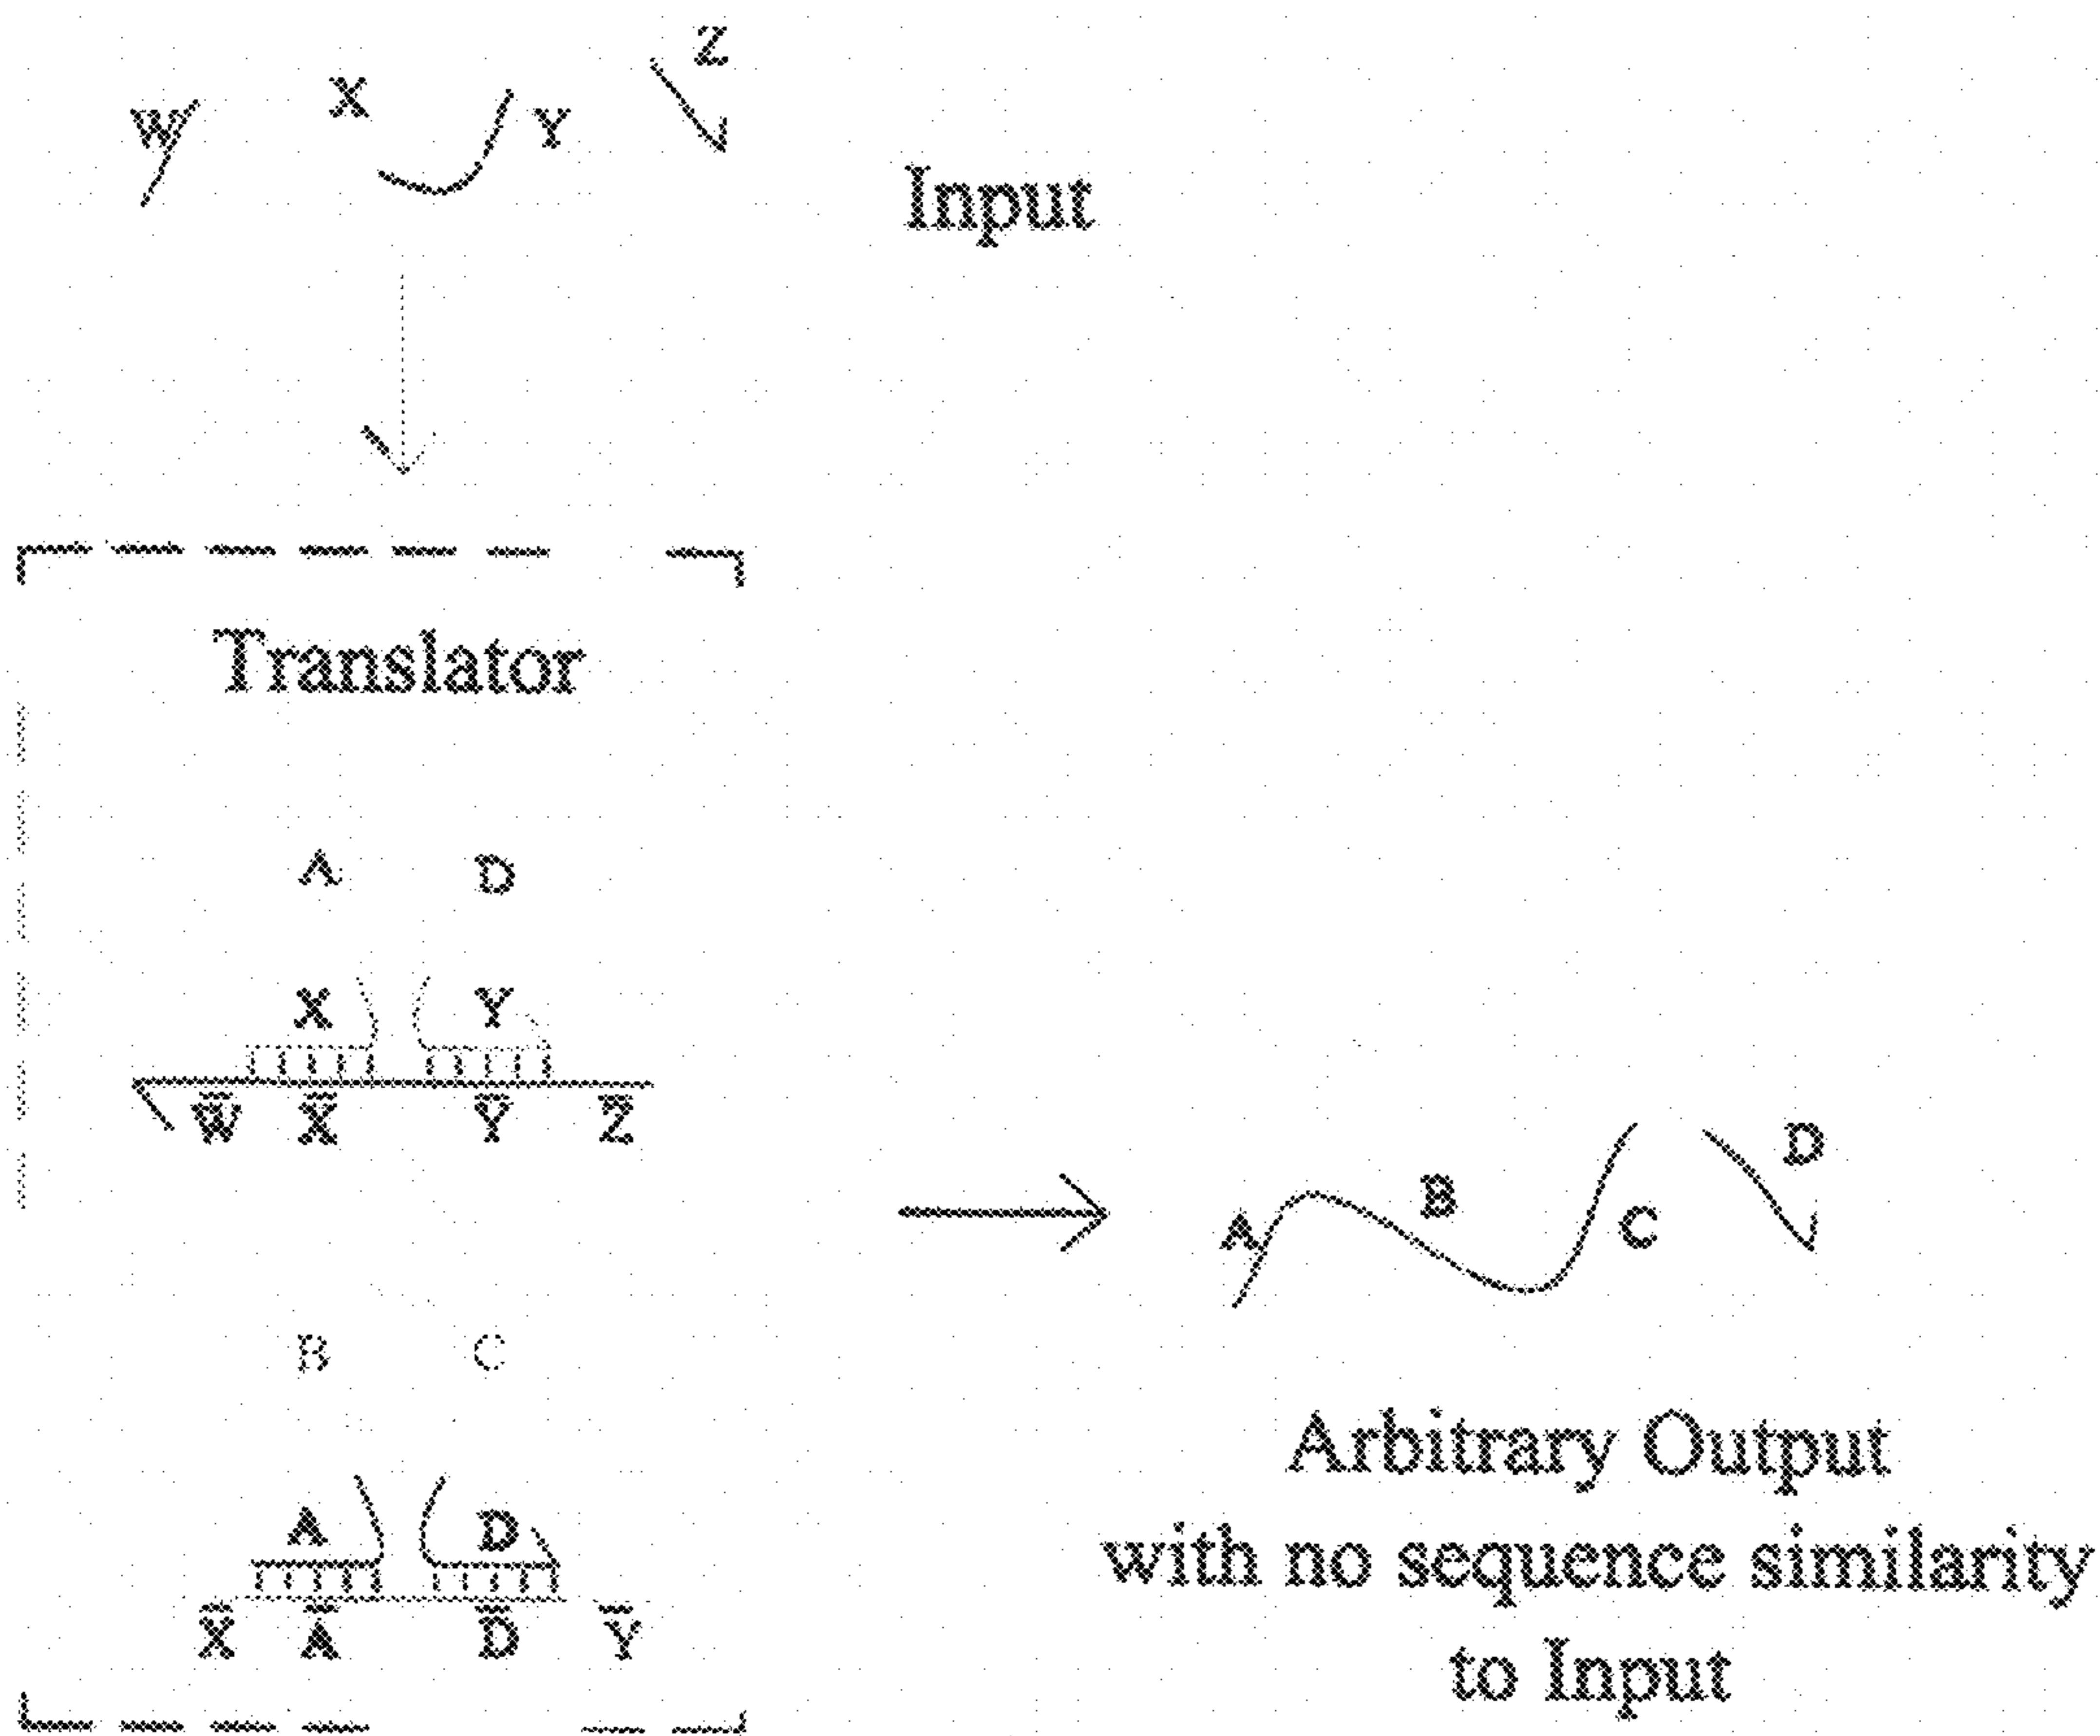 Z
W X Y
Input
Translator
A D
X Y
W̅ X̅ Y̅ Z̅
A B C D
B C
A D
X̅ A̅ D̅ Y̅
Arbitrary Output
with no sequence similarity
to Input